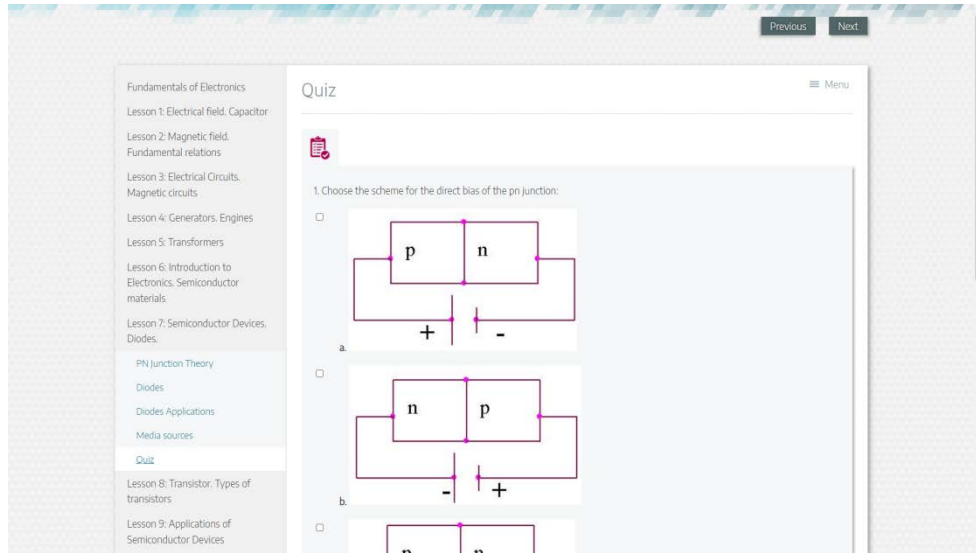 Previous
Next
Fundamentals of Electronics
Lesson 1: Electrical field. Capacitor
Lesson 2: Magnetic field.
Fundamental relations
Lesson 3: Electrical Circuits.
Magnetic circuits
Lesson 4: Generators. Engines
Lesson 5: Transformers
Lesson 6: Introduction to
Electronics. Semiconductor
materials
Lesson 7: Semiconductor Devices.
Diodes.
PN Junction Theory
Diodes
Diodes Applications
Media sources
Quiz
Lesson 8: Transistor. Types of
transistors
Lesson 9: Applications of
Semiconductor Devices
Quiz
Menu
1. Choose the scheme for the direct bias of the pn junction:
p n
+ -
a.
n p
- +
b.